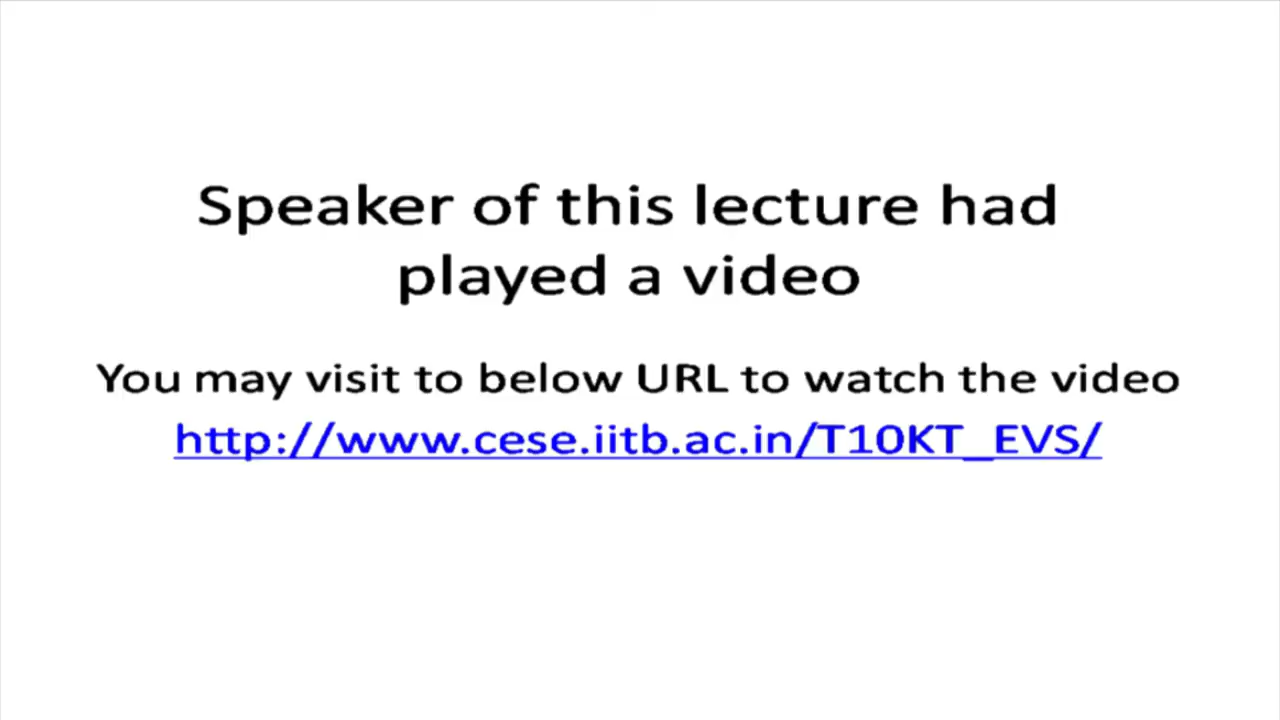 Speaker of this lecture had
played a video
You may visit to below URL to watch the video
http://www.cese.iitb.ac.in/T10KT_EVS/